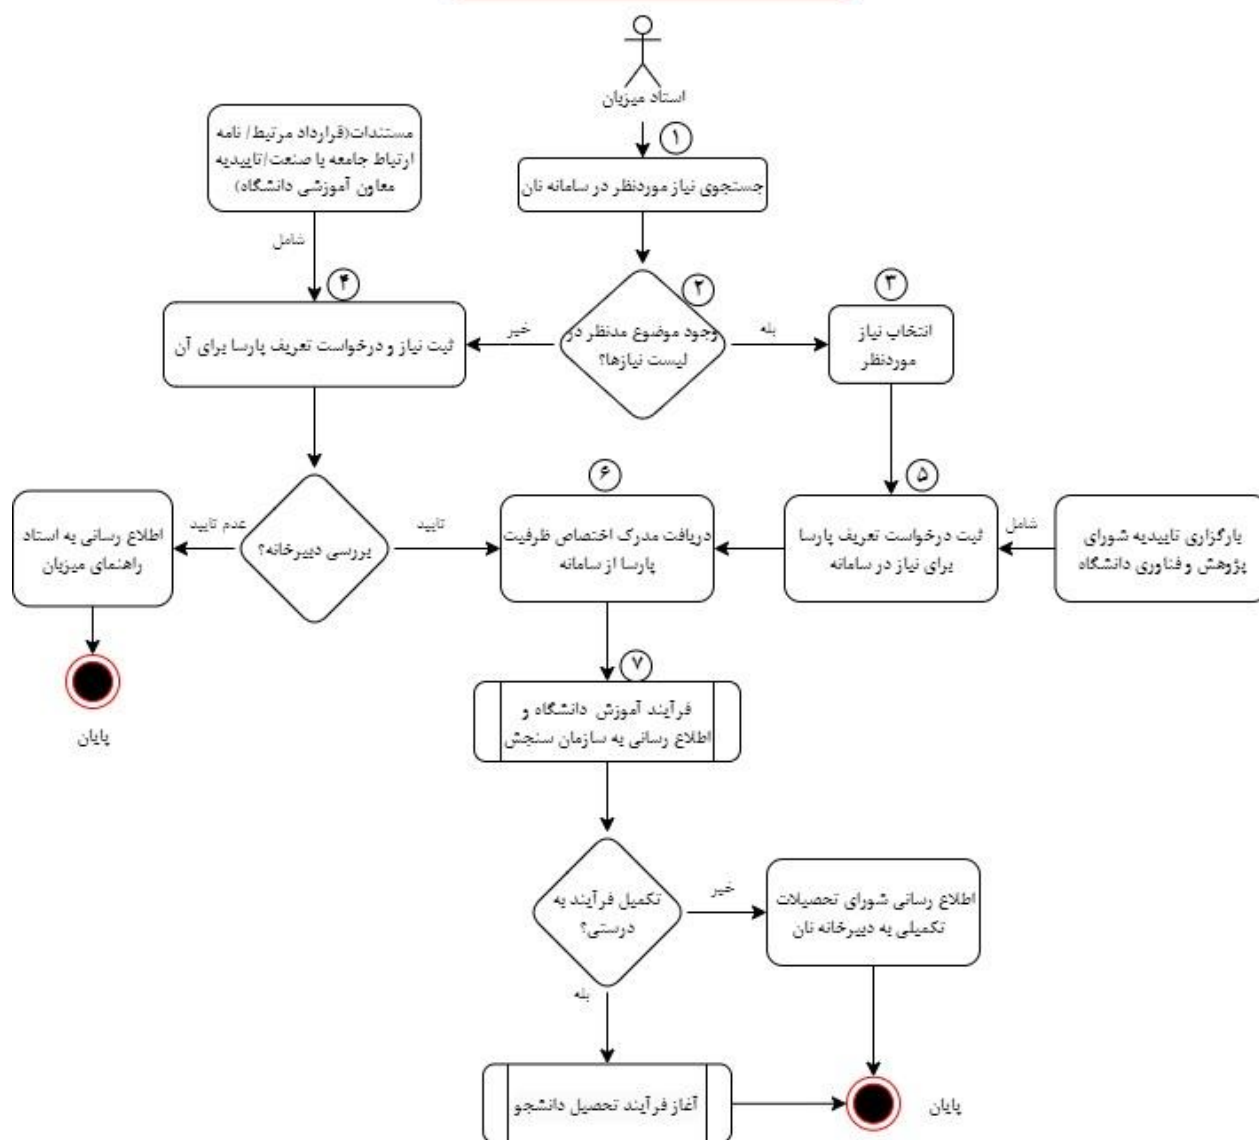 استاد میزبان
۱
جستجوی نیاز موردنظر در سامانه نان
مستندات(قرارداد مرتبط/ نامه
ارتباط جامعه با صنعت/تاییدیه
معاون آموزشی دانشگاه)
شامل
۲
وجود موضوع مدنظر در
لیست نیازها؟
بله
خیر
۳
انتخاب نیاز
موردنظر
۴
ثبت نیاز و درخواست تعریف پارسا برای آن
بررسی دبیرخانه؟
تایید
عدم تایید
اطلاع رسانی به استاد
راهنمای میزبان
پایان
بارگزاری تاییدیه شورای
پژوهش و فناوری دانشگاه
شامل
۵
ثبت درخواست تعریف پارسا
برای نیاز در سامانه
۶
دریافت مدرک اختصاص ظرفیت
پارسا از سامانه
۷
فرآیند آموزش دانشگاه و
اطلاع رسانی به سازمان سنجش
تکمیل فرآیند به
درستی؟
خیر
اطلاع رسانی شورای تحصیلات
تکمیلی به دبیرخانه نان
بله
آغاز فرآیند تحصیل دانشجو
پایان